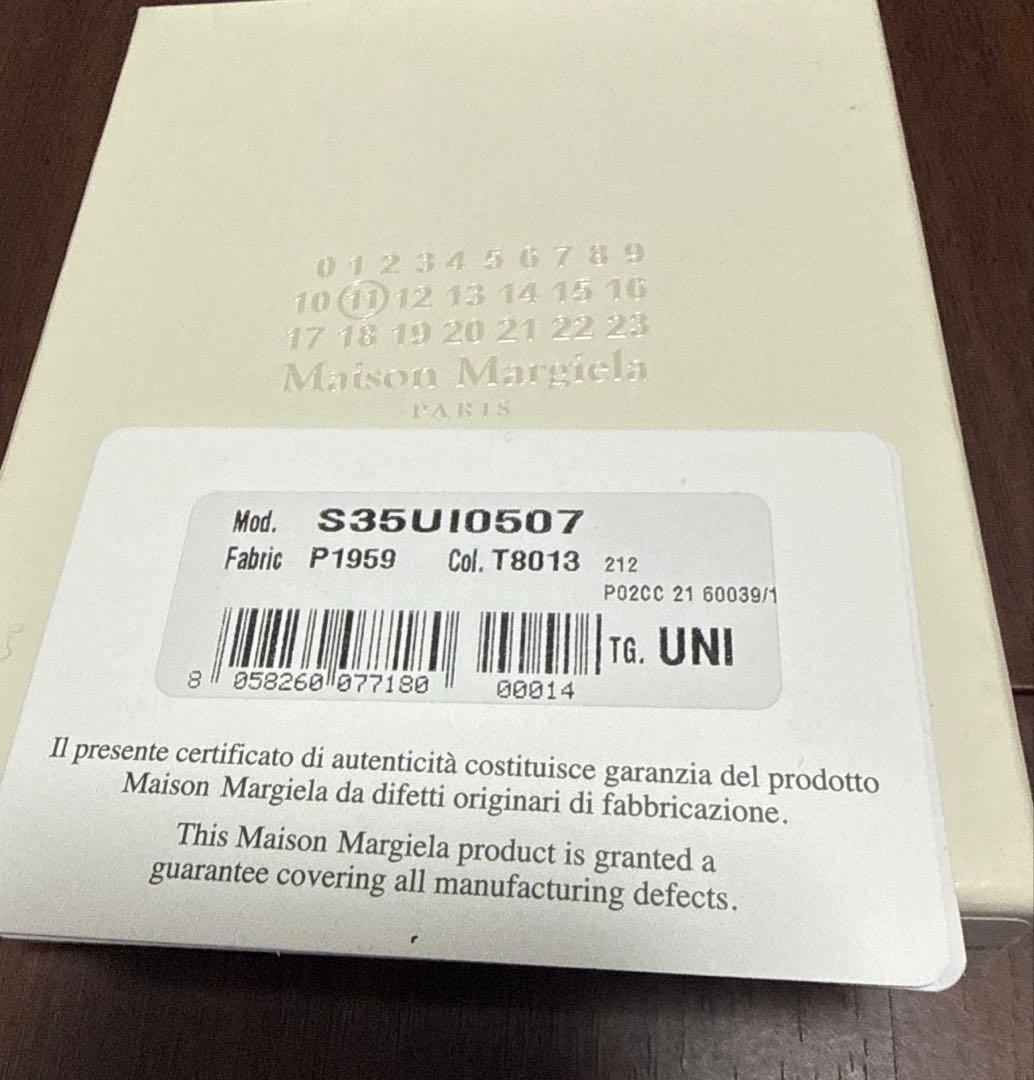 0 1 2 3 4 5 6 7 8 9
10 11 12 13 14 15 16
17 18 19 20 21 22 23
Maison Margiela
PARIS
Mod. S35UI0507
Fabric P1959 Col. T8013 212
P02CC 21 60039/1
TG. UNI
8 058260 077180 00014
Il presente certificato di autenticità costituisce garanzia del prodotto
Maison Margiela da difetti originari di fabbricazione.
This Maison Margiela product is granted a
guarantee covering all manufacturing defects.